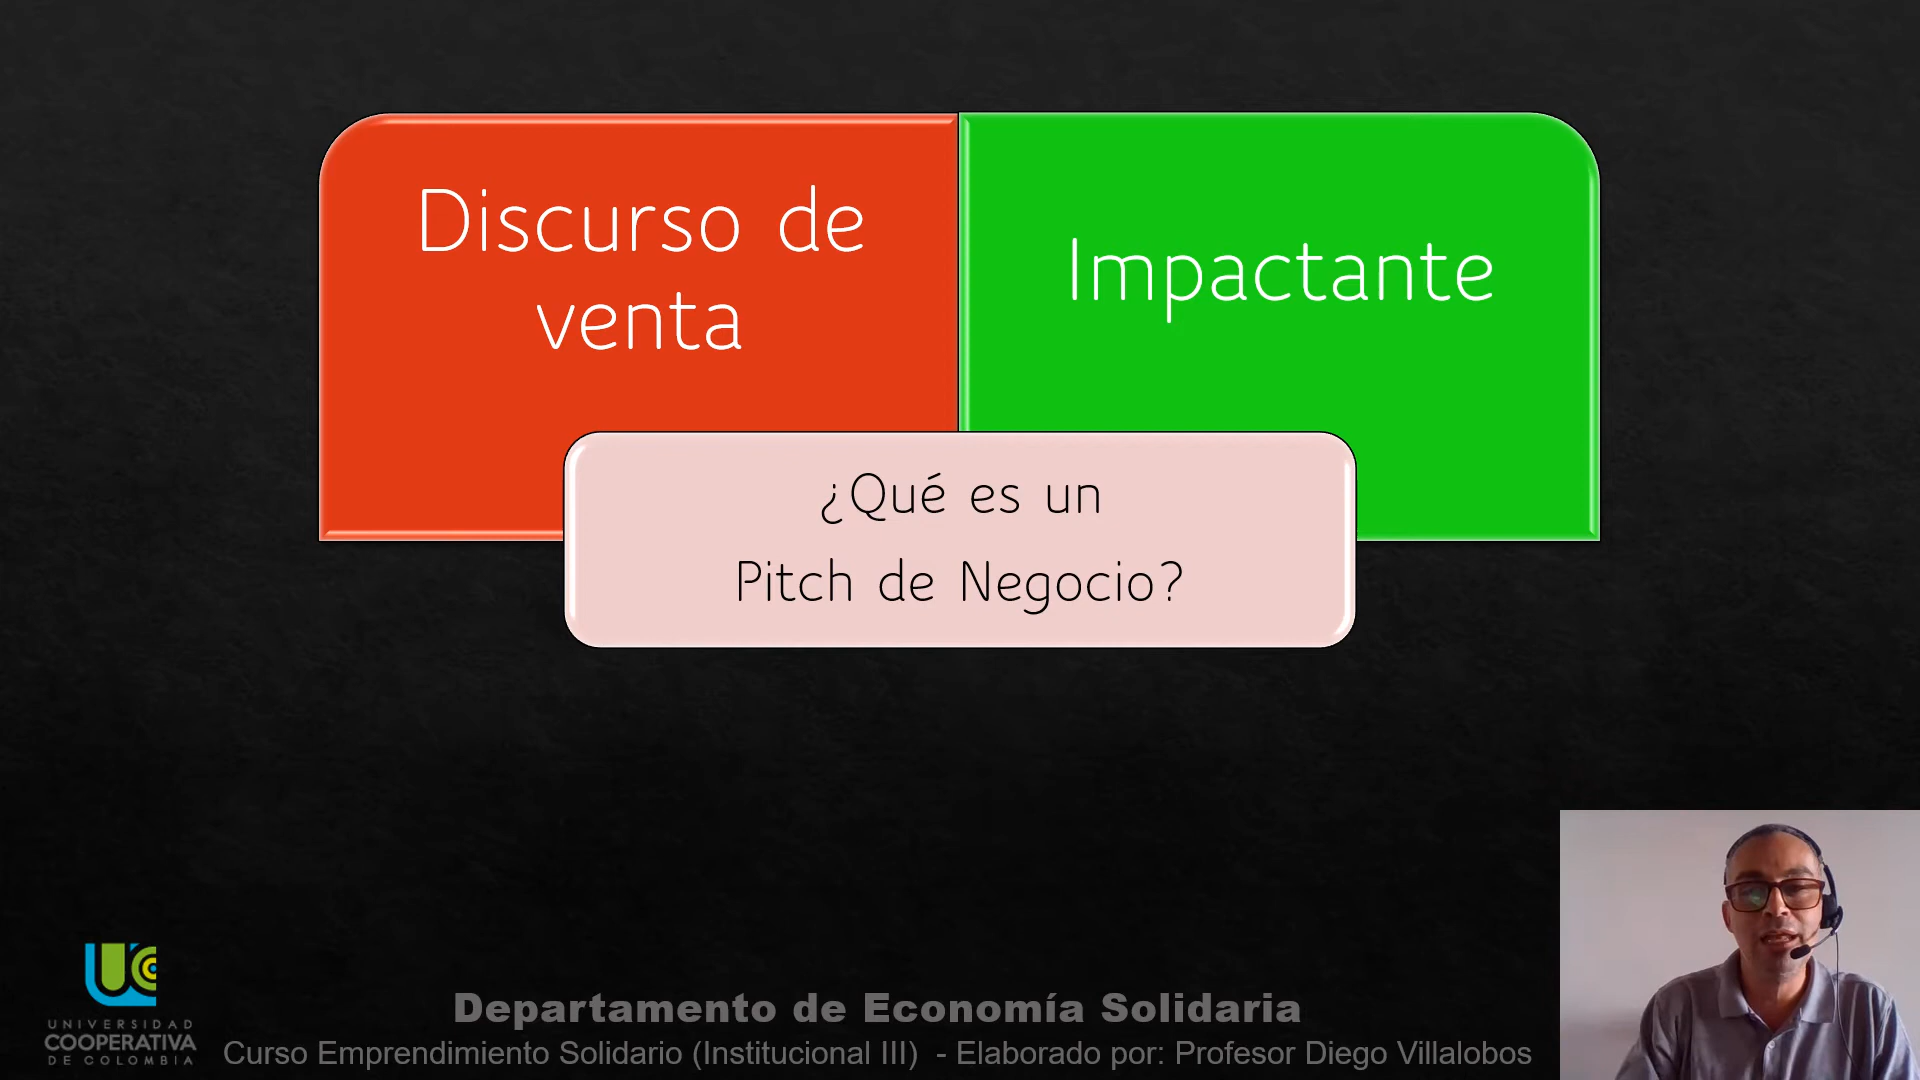 Discurso de
venta
Impactante
¿Qué es un
Pitch de Negocio?
UNIVERSIDAD
COOPERATIVA
DE COLOMBIA
Departamento de Economía Solidaria
Curso Emprendimiento Solidario (Institucional III)  - Elaborado por: Profesor Diego Villalobos